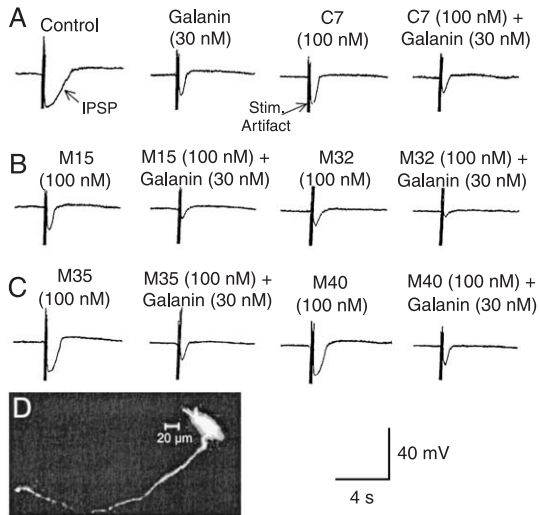 A
Control
Galanin
(30 nM)
C7
(100 nM)
C7 (100 nM) +
Galanin (30 nM)
IPSP
Stim.
Artifact
B
M15
(100 nM)
M15 (100 nM) +
Galanin (30 nM)
M32
(100 nM)
M32 (100 nM) +
Galanin (30 nM)
C
M35
(100 nM)
M35 (100 nM) +
Galanin (30 nM)
M40
(100 nM)
M40 (100 nM) +
Galanin (30 nM)
D
20 µm
40 mV
4 s